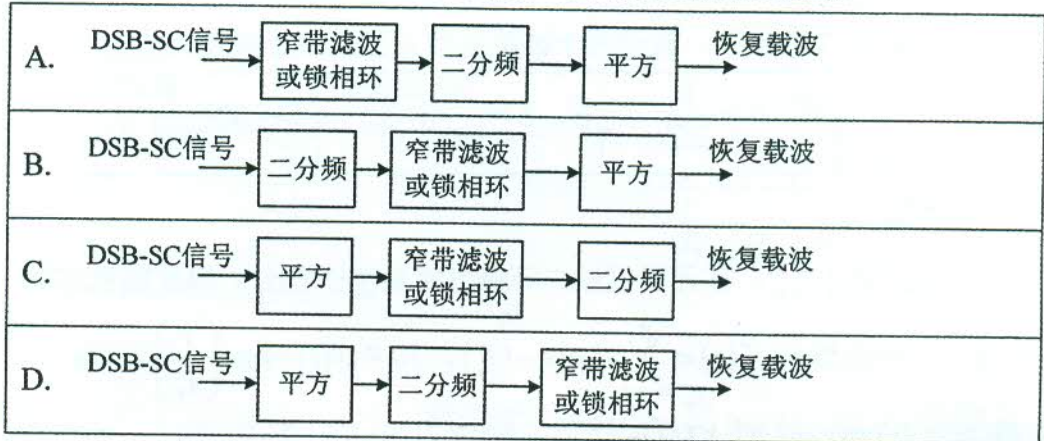 A.
DSB-SC信号
窄带滤波
或锁相环
二分频
平方
恢复载波
B.
DSB-SC信号
二分频
窄带滤波
或锁相环
平方
恢复载波
C.
DSB-SC信号
平方
窄带滤波
或锁相环
二分频
恢复载波
D.
DSB-SC信号
平方
二分频
窄带滤波
或锁相环
恢复载波